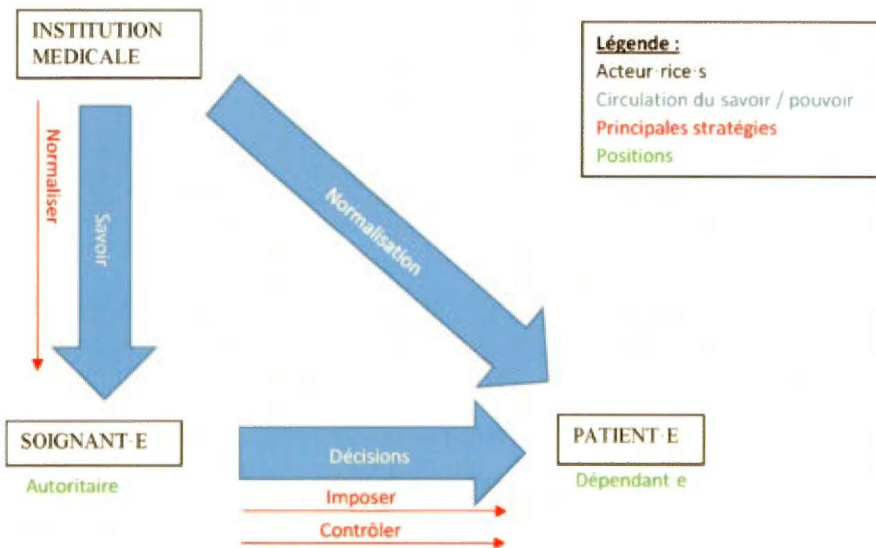 INSTITUTION
MEDICALE
Légende :
Acteur·rice·s
Circulation du savoir / pouvoir
Principales stratégies
Positions
Normaliser
Savoir
Normalisation
SOIGNANT·E
Autoritaire
Décisions
Imposer
Contrôler
PATIENT·E
Dépendant e